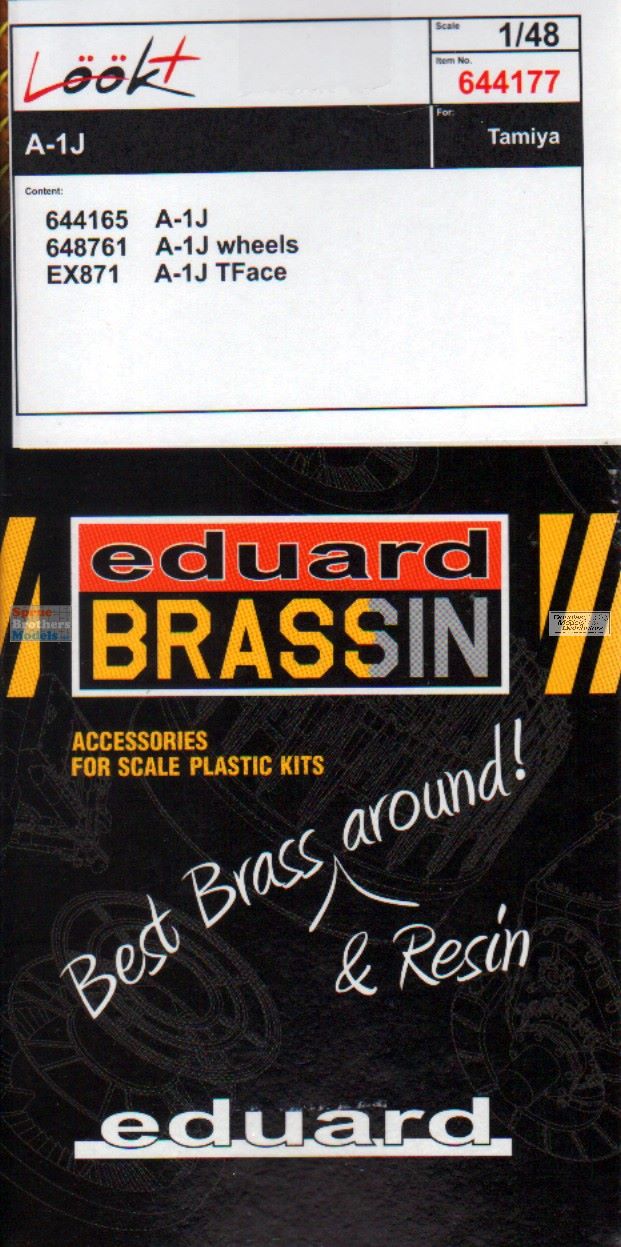 Löök+
Scale
1/48
Item No.
644177
A-1J
For:
Tamiya
Content:
644165 A-1J
648761 A-1J wheels
EX871 A-1J TFace
eduard
BRASSIN
Sprue
Brothers
Models
ACCESSORIES
FOR SCALE PLASTIC KITS
Best Brass around!
& Resin
eduard